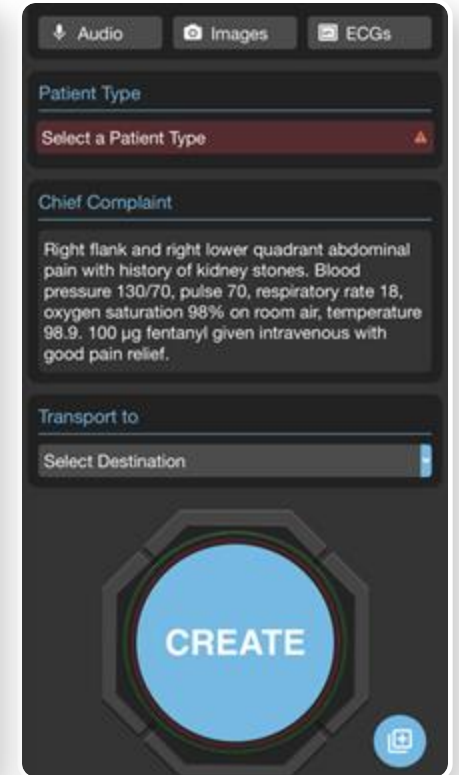 Audio
Images
ECGs
Patient Type
Select a Patient Type
Chief Complaint
Right flank and right lower quadrant abdominal
pain with history of kidney stones. Blood
pressure 130/70, pulse 70, respiratory rate 18,
oxygen saturation 98% on room air, temperature
98.9. 100 µg fentanyl given intravenous with
good pain relief.
Transport to
Select Destination
CREATE